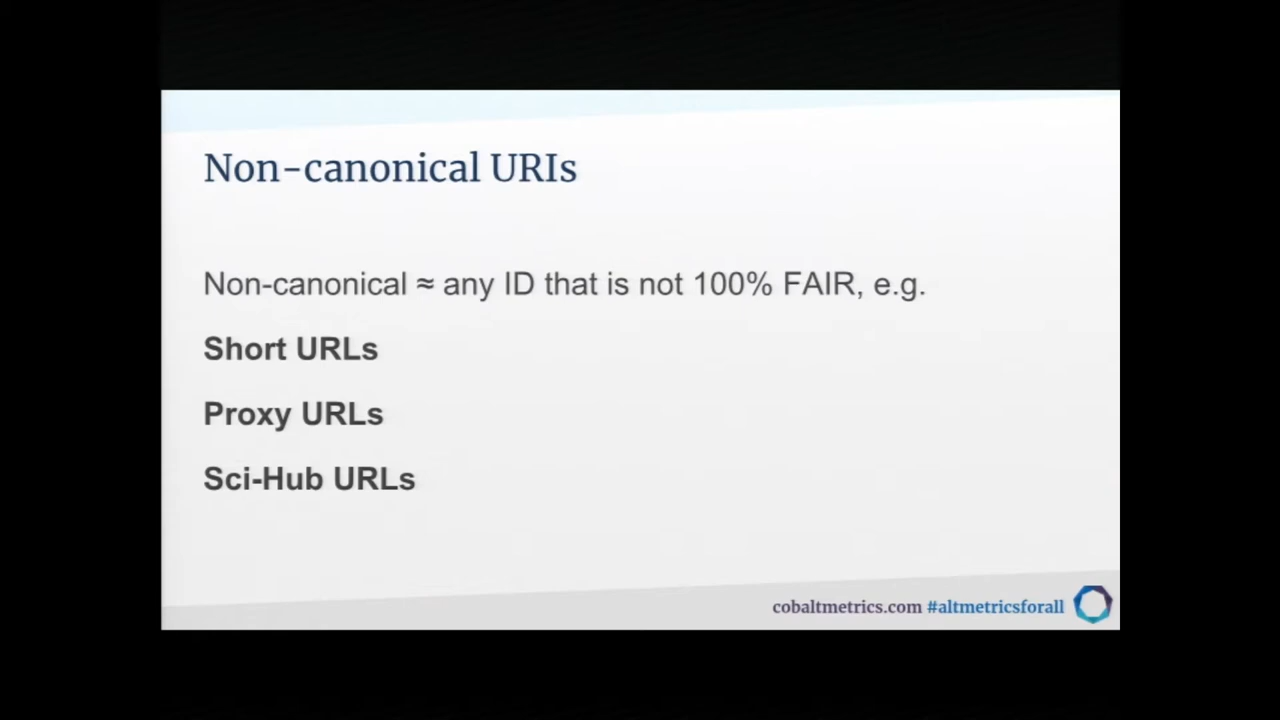 Non-canonical URIs
Non-canonical ≈ any ID that is not 100% FAIR, e.g.
Short URLs
Proxy URLs
Sci-Hub URLs
cobaltmetrics.com #altmetricsforall